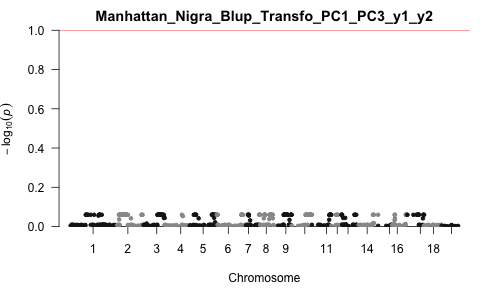 Manhattan_Nigra_Blup_Transfo_PC1_PC3_y1_y2
1.0
0.8
0.6
0.4
0.2
0.0
− log10(p)
1 2 3 4 5 6 7 8 9 11 14 16 18
Chromosome